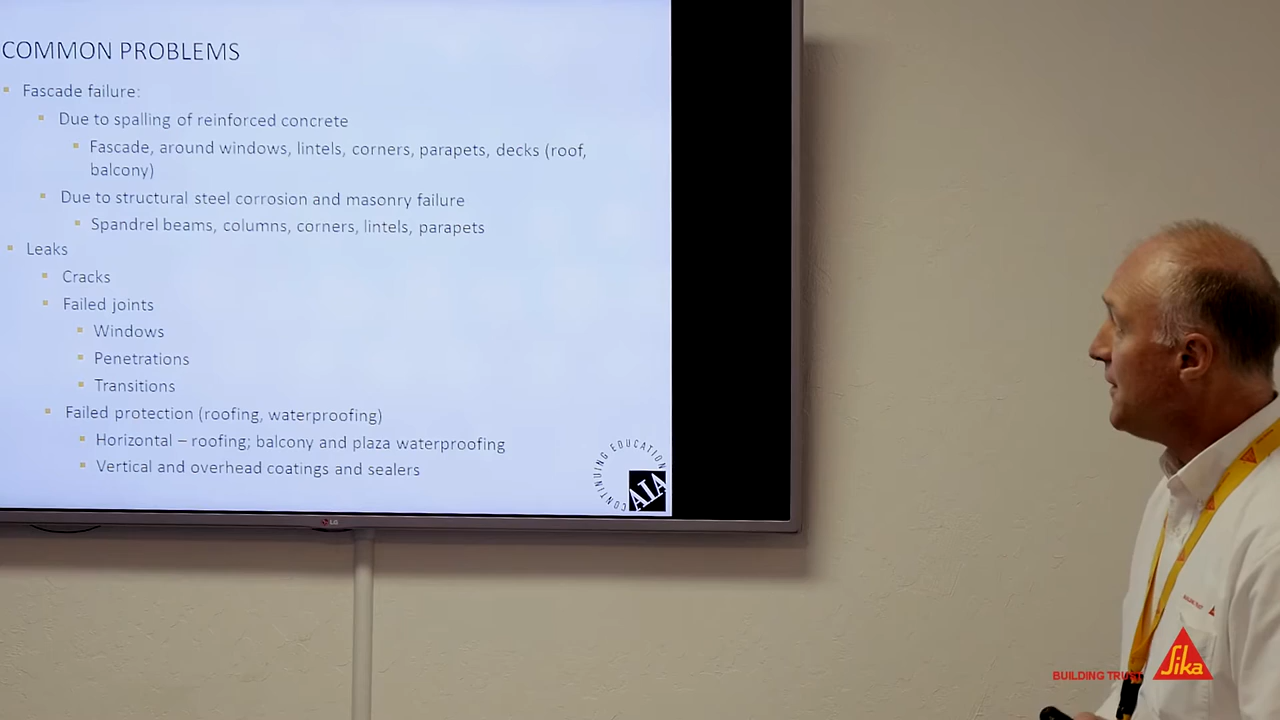 COMMON PROBLEMS
Fascade failure:
Due to spalling of reinforced concrete
Fascade, around windows, lintels, corners, parapets, decks (roof,
balcony)
Due to structural steel corrosion and masonry failure
Spandrel beams, columns, corners, lintels, parapets
Leaks
Cracks
Failed joints
Windows
Penetrations
Transitions
Failed protection (roofing, waterproofing)
Horizontal – roofing; balcony and plaza waterproofing
Vertical and overhead coatings and sealers
CONTINUING EDUCATION
AIA
LG
BUILDING TRUST
BUILDING TRUST
Sika